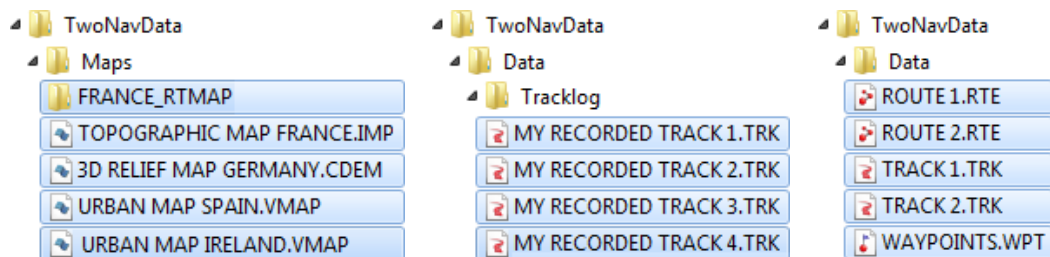 TwoNavData
Maps
FRANCE_RTMAP
TOPOGRAPHIC MAP FRANCE.IMP
3D RELIEF MAP GERMANY.CDEM
URBAN MAP SPAIN.VMAP
URBAN MAP IRELAND.VMAP
TwoNavData
Data
Tracklog
MY RECORDED TRACK 1.TRK
MY RECORDED TRACK 2.TRK
MY RECORDED TRACK 3.TRK
MY RECORDED TRACK 4.TRK
TwoNavData
Data
ROUTE 1.RTE
ROUTE 2.RTE
TRACK 1.TRK
TRACK 2.TRK
WAYPOINTS.WPT